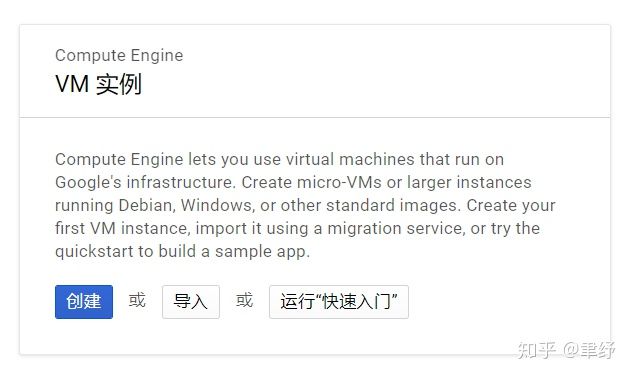 Compute Engine
VM 实例
Compute Engine lets you use virtual machines that run on
Google's infrastructure. Create micro-VMs or larger instances
running Debian, Windows, or other standard images. Create your
first VM instance, import it using a migration service, or try the
quickstart to build a sample app.
创建 或 导入 或 运行“快速入门”
知乎 @聿纾